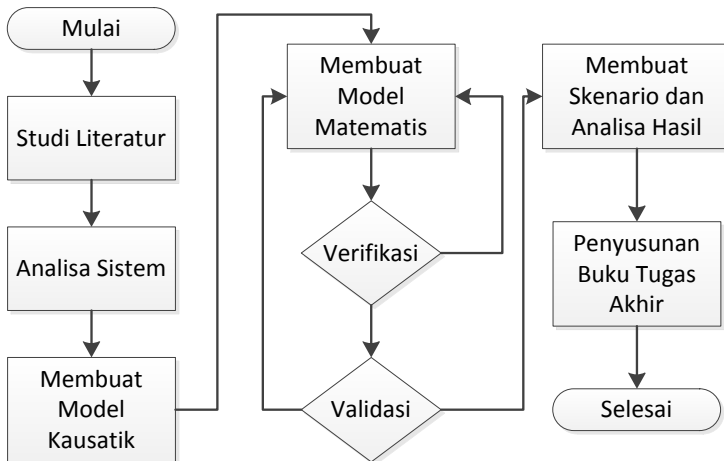 Mulai
Studi Literatur
Analisa Sistem
Membuat
Model
Kausatik
Membuat
Model
Matematis
Verifikasi
Validasi
Membuat
Skenario dan
Analisa Hasil
Penyusunan
Buku Tugas
Akhir
Selesai